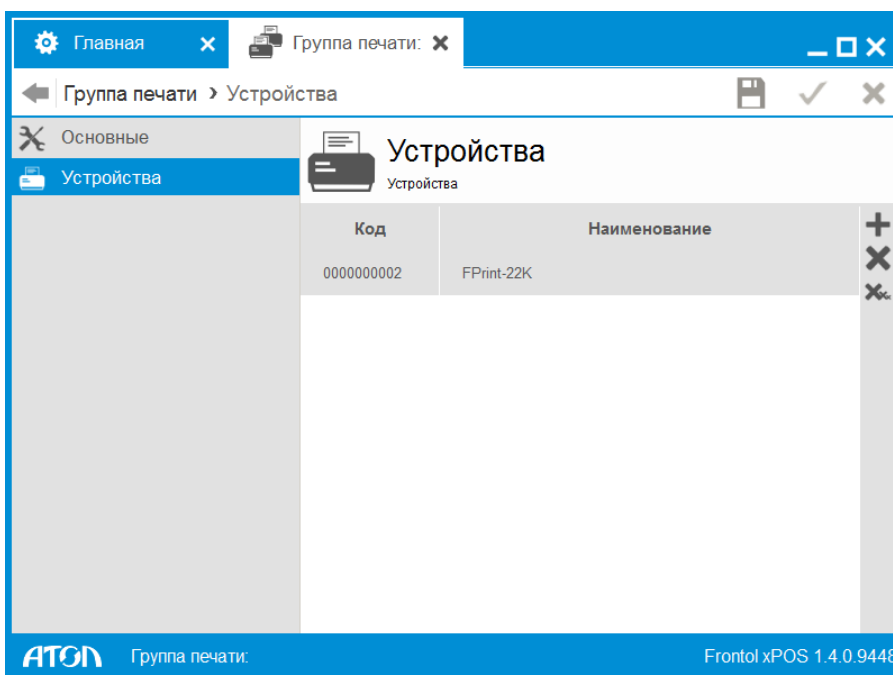 Главная
Группа печати:
Группа печати › Устройства
Основные
Устройства
Устройства
Устройства
Код Наименование
0000000002 FPrint-22K
АТОЛ Группа печати: Frontol xPOS 1.4.0.9448